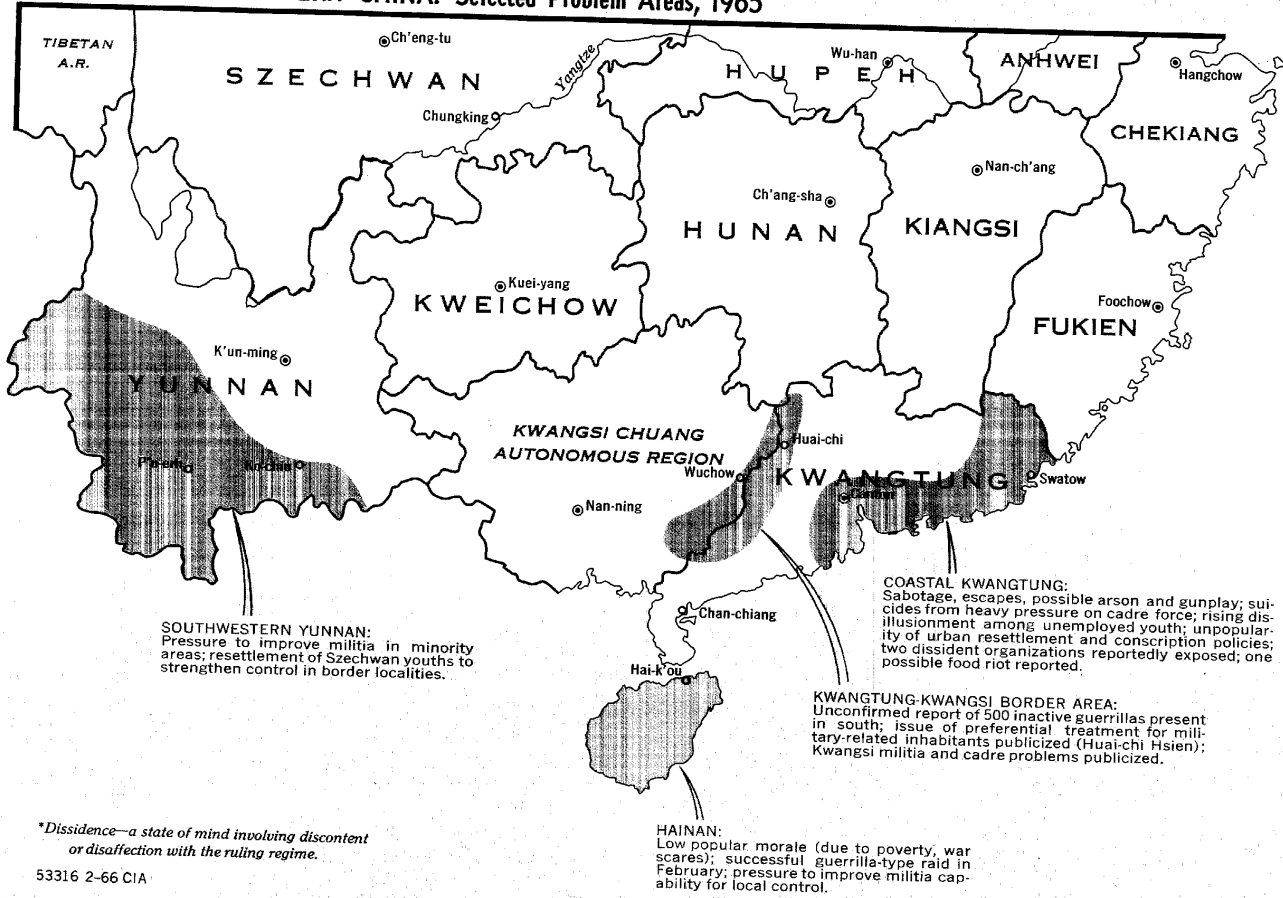 CHINA: Selected Problem Areas, 1965
TIBETAN
A.R.
Ch'eng-tu
SZECHWAN
Yangtze
Chungking
Wu-han
HUPEH
ANHWEI
Hangchow
CHEKIANG
Nan-ch'ang
Ch'ang-sha
HUNAN
KIANGSI
Kuei-yang
KWEICHOW
Foochow
FUKIEN
K'un-ming
YUNNAN
KWANGSI CHUANG
AUTONOMOUS REGION
Huai-chi
Wuchow
KWANGTUNG
Swatow
P'u-erh
Canton
Nan-ning
Chan-chiang
Hai-k'ou
SOUTHWESTERN YUNNAN:
Pressure to improve militia in minority
areas; resettlement of Szechwan youths to
strengthen control in border localities.
COASTAL KWANGTUNG:
Sabotage, escapes, possible arson and gunplay; sui-
cides from heavy pressure on cadre force; rising dis-
illusionment among unemployed youth; unpopular-
ity of urban resettlement and conscription policies;
two dissident organizations reportedly exposed; one
possible food riot reported.
KWANGTUNG-KWANGSI BORDER AREA:
Unconfirmed report of 500 inactive guerrillas present
in south; issue of preferential treatment for mili-
tary-related inhabitants publicized (Huai-chi Hsien);
Kwangsi militia and cadre problems publicized.
HAINAN:
Low popular morale (due to poverty, war
scares); successful guerrilla-type raid in
February; pressure to improve militia cap-
ability for local control.
*Dissidence—a state of mind involving discontent
or disaffection with the ruling regime.
53316 2-66 CIA